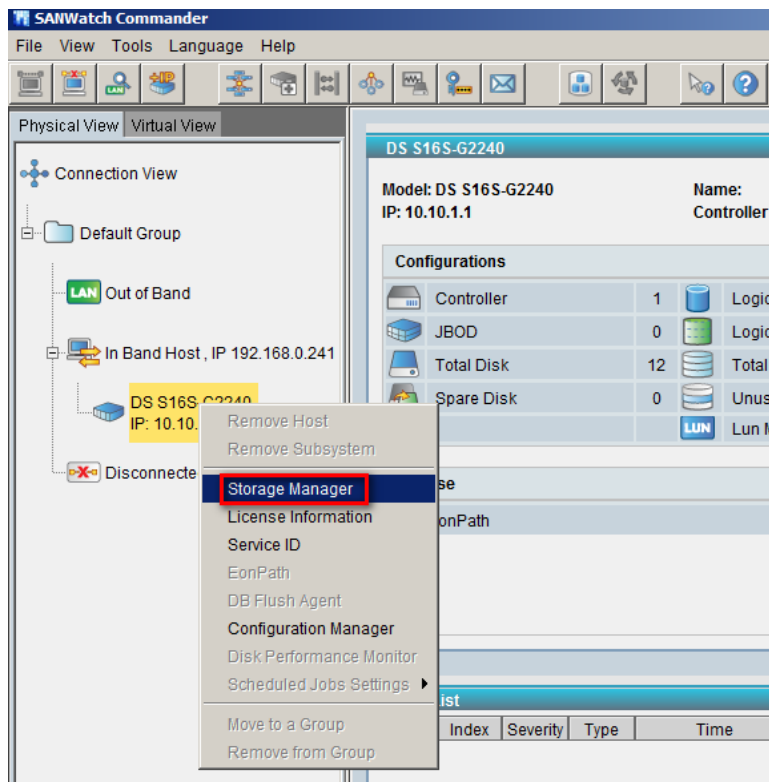 SANWatch Commander
File View Tools Language Help
Physical View Virtual View
Connection View
Default Group
LAN Out of Band
In Band Host , IP 192.168.0.241
DS S16S-G2240
IP: 10.10.
Disconnecte
Remove Host
Remove Subsystem
Storage Manager
License Information
Service ID
EonPath
DB Flush Agent
Configuration Manager
Disk Performance Monitor
Scheduled Jobs Settings
Move to a Group
Remove from Group
DS S16S-G2240
Model: DS S16S-G2240 Name:
IP: 10.10.1.1 Controller
Configurations
Controller 1 Logic
JBOD 0 Logic
Total Disk 12 Total
Spare Disk 0 Unus
LUN Lun M
se
onPath
ist
Index Severity Type Time